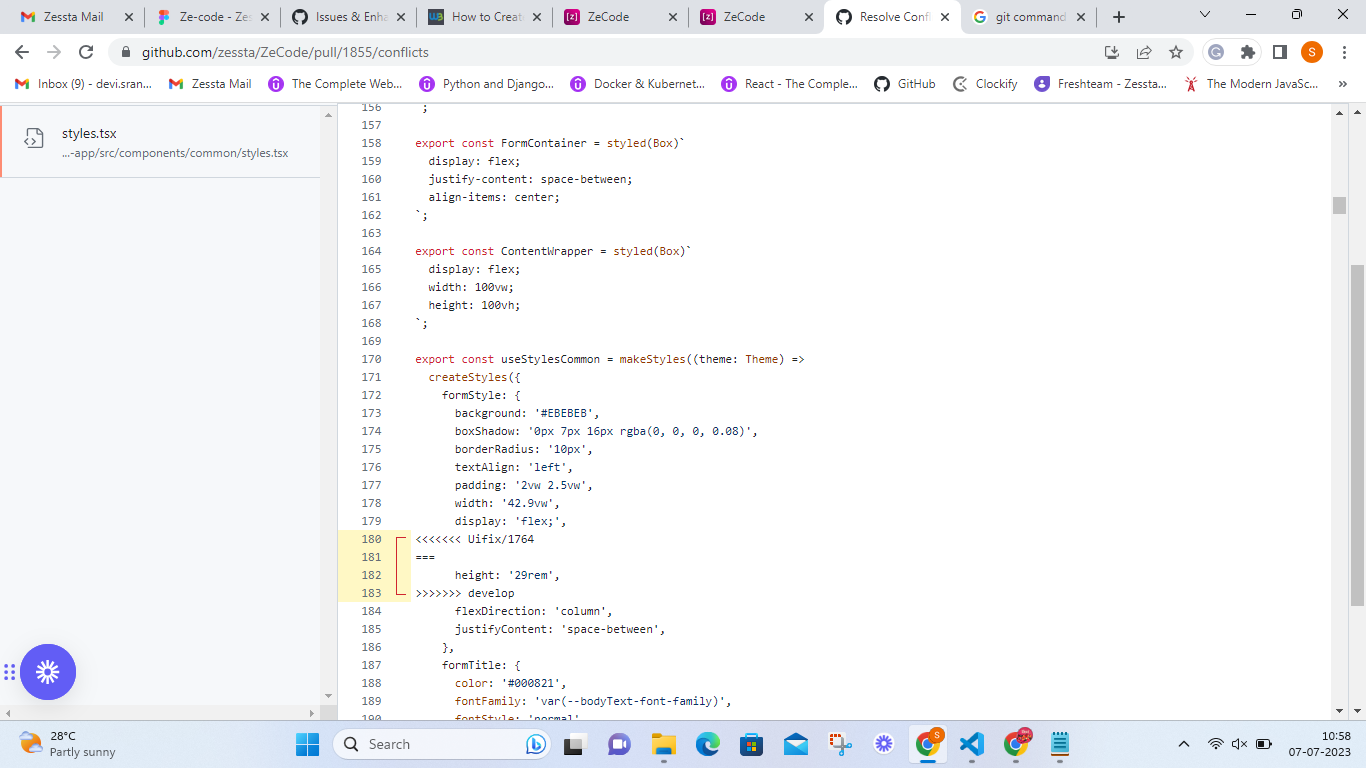 Zessta Mail
Ze-code - Zes
Issues & Enha
How to Creat
ZeCode
ZeCode
Resolve Confl
git command
github.com/zessta/ZeCode/pull/1855/conflicts
S
Inbox (9) - devi.sran...
Zessta Mail
The Complete Web...
Python and Django...
Docker & Kubernet...
React - The Comple...
GitHub
Clockify
Freshteam - Zessta...
The Modern JavaSc...
»
styles.tsx
...-app/src/components/common/styles.tsx
156 `;
157
158 export const FormContainer = styled(Box)`
159 display: flex;
160 justify-content: space-between;
161 align-items: center;
162 `;
163
164 export const ContentWrapper = styled(Box)`
165 display: flex;
166 width: 100vw;
167 height: 100vh;
168 `;
169
170 export const useStylesCommon = makeStyles((theme: Theme) =>
171 createStyles({
172 formStyle: {
173 background: '#EBEBEB',
174 boxShadow: '0px 7px 16px rgba(0, 0, 0, 0.08)',
175 borderRadius: '10px',
176 textAlign: 'left',
177 padding: '2vw 2.5vw',
178 width: '42.9vw',
179 display: 'flex;',
180 <<<<<<< Uifix/1764
181 ===
182 height: '29rem',
183 >>>>>>> develop
184 flexDirection: 'column',
185 justifyContent: 'space-between',
186 },
187 formTitle: {
188 color: '#000821',
189 fontFamily: 'var(--bodyText-font-family)',
190 fontStyle: 'normal'
28°C
Partly sunny
Search
10:58
07-07-2023